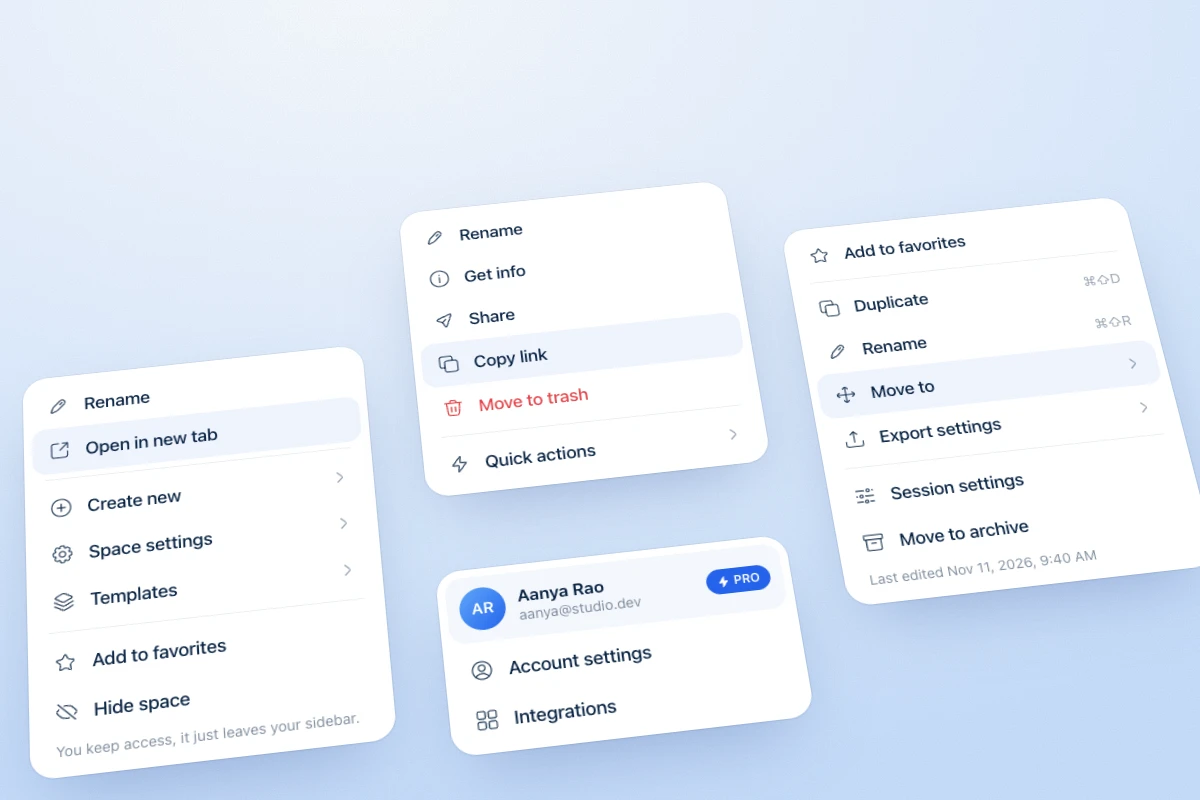 Rename
Open in new tab
Create new
Space settings
Templates
Add to favorites
Hide space
You keep access, it just leaves your sidebar.
Rename
Get info
Share
Copy link
Move to trash
Quick actions
AR
Aanya Rao
aanya@studio.dev
PRO
Account settings
Integrations
Add to favorites
Duplicate ⌘⇧D
Rename ⌘⇧R
Move to
Export settings
Session settings
Move to archive
Last edited Nov 11, 2026, 9:40 AM